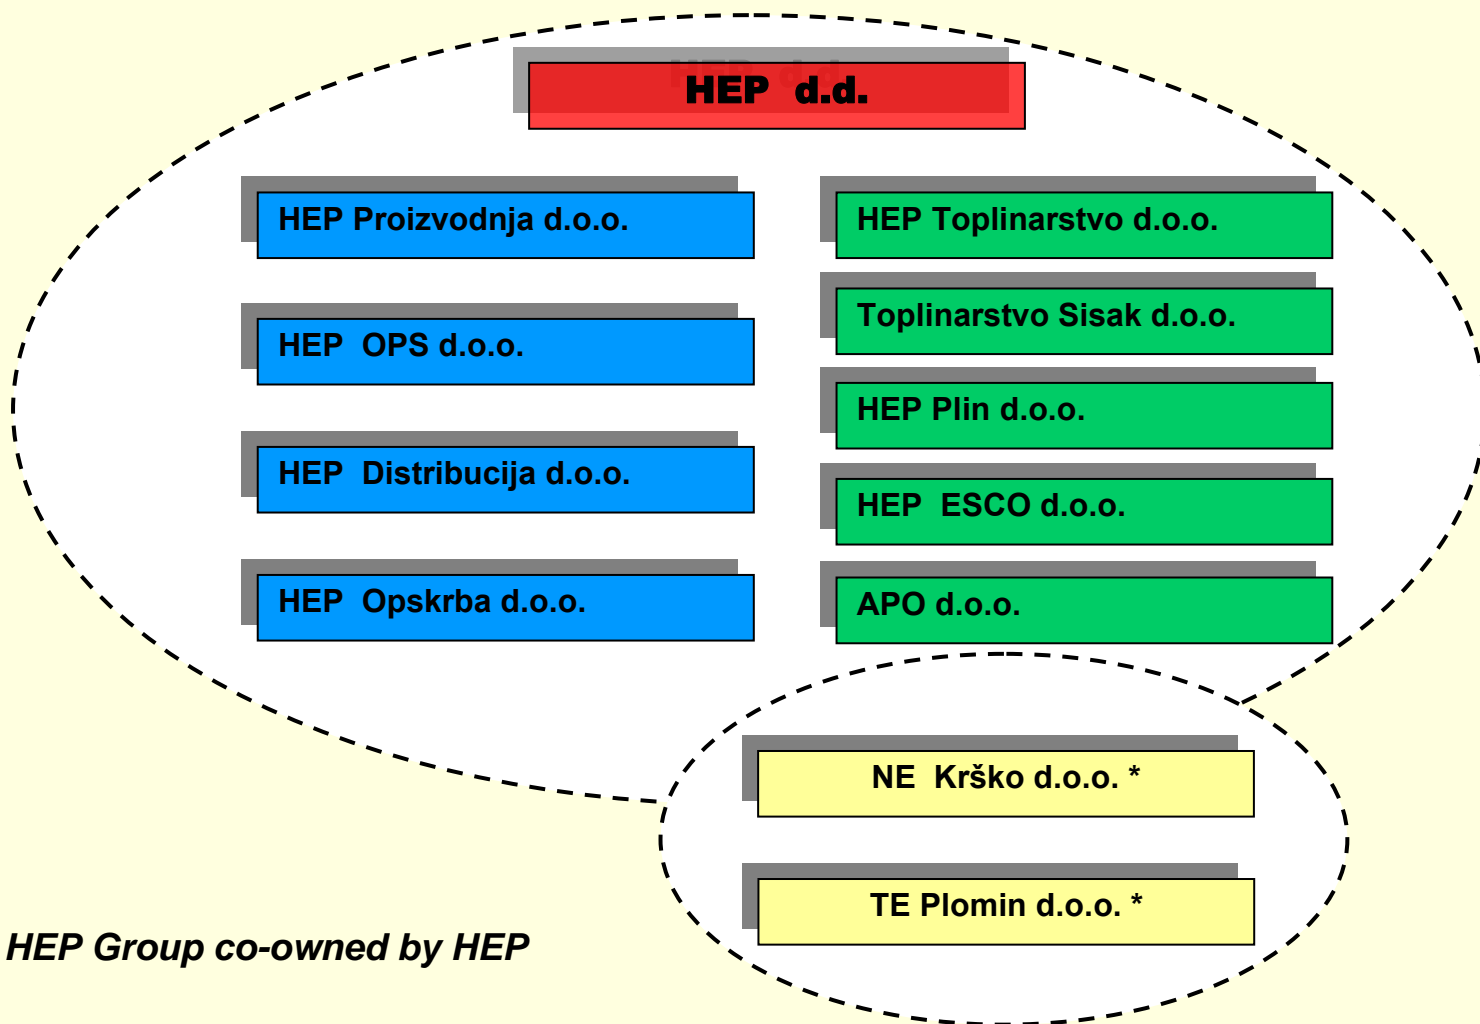 HEP d.d.
HEP Proizvodnja d.o.o.
HEP OPS d.o.o.
HEP Distribucija d.o.o.
HEP Opskrba d.o.o.
HEP Toplinarstvo d.o.o.
Toplinarstvo Sisak d.o.o.
HEP Plin d.o.o.
HEP ESCO d.o.o.
APO d.o.o.
NE Krško d.o.o. *
TE Plomin d.o.o. *
HEP Group co-owned by HEP